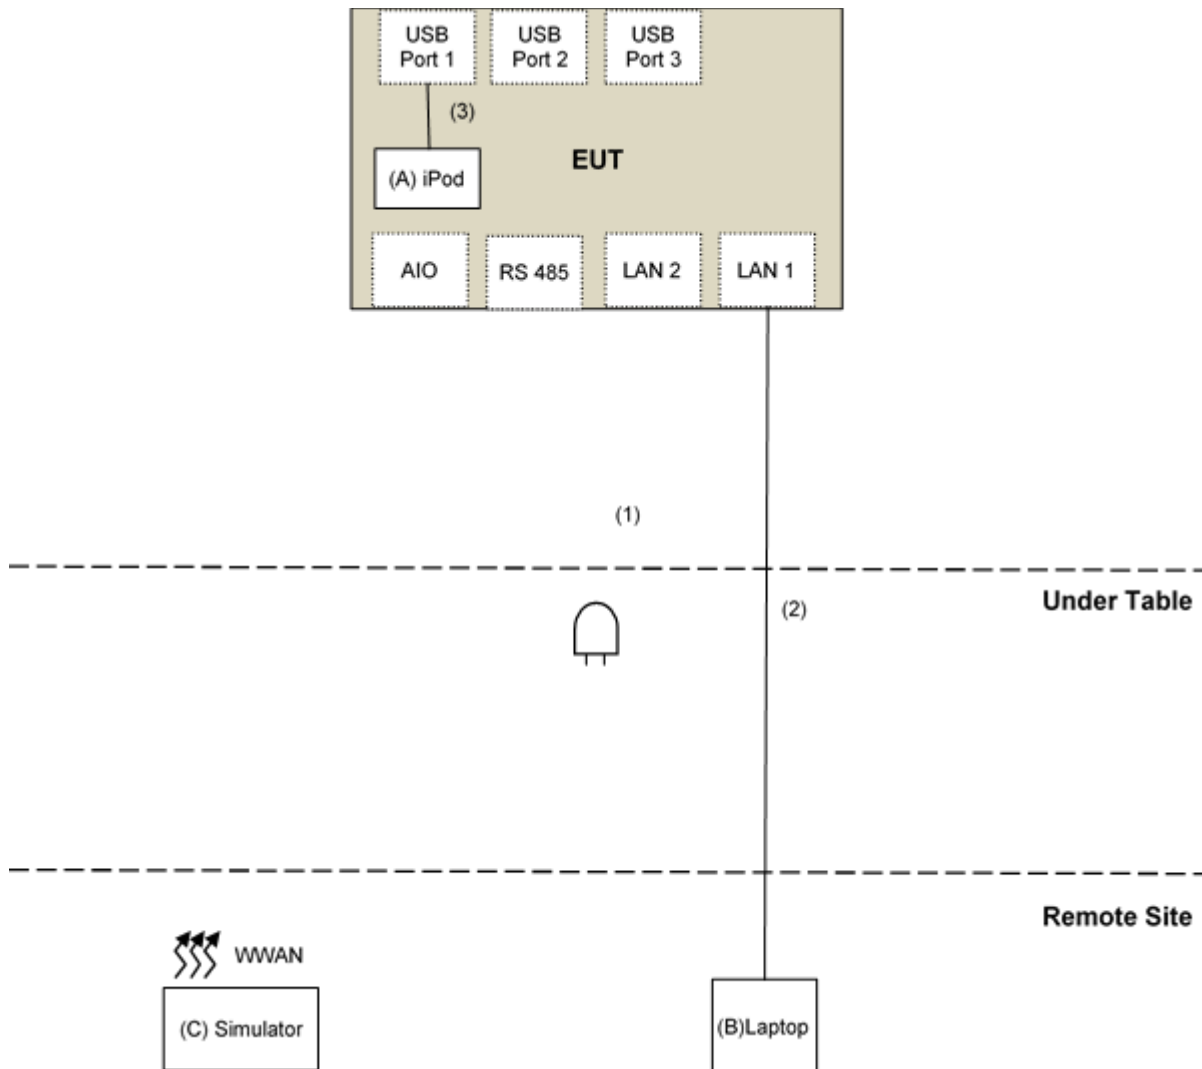 USB
Port 1
USB
Port 2
USB
Port 3
(3)
EUT
(A) iPod
AIO
RS 485
LAN 2
LAN 1
(1)
Under Table
(2)
Remote Site
WWAN
(C) Simulator
(B)Laptop